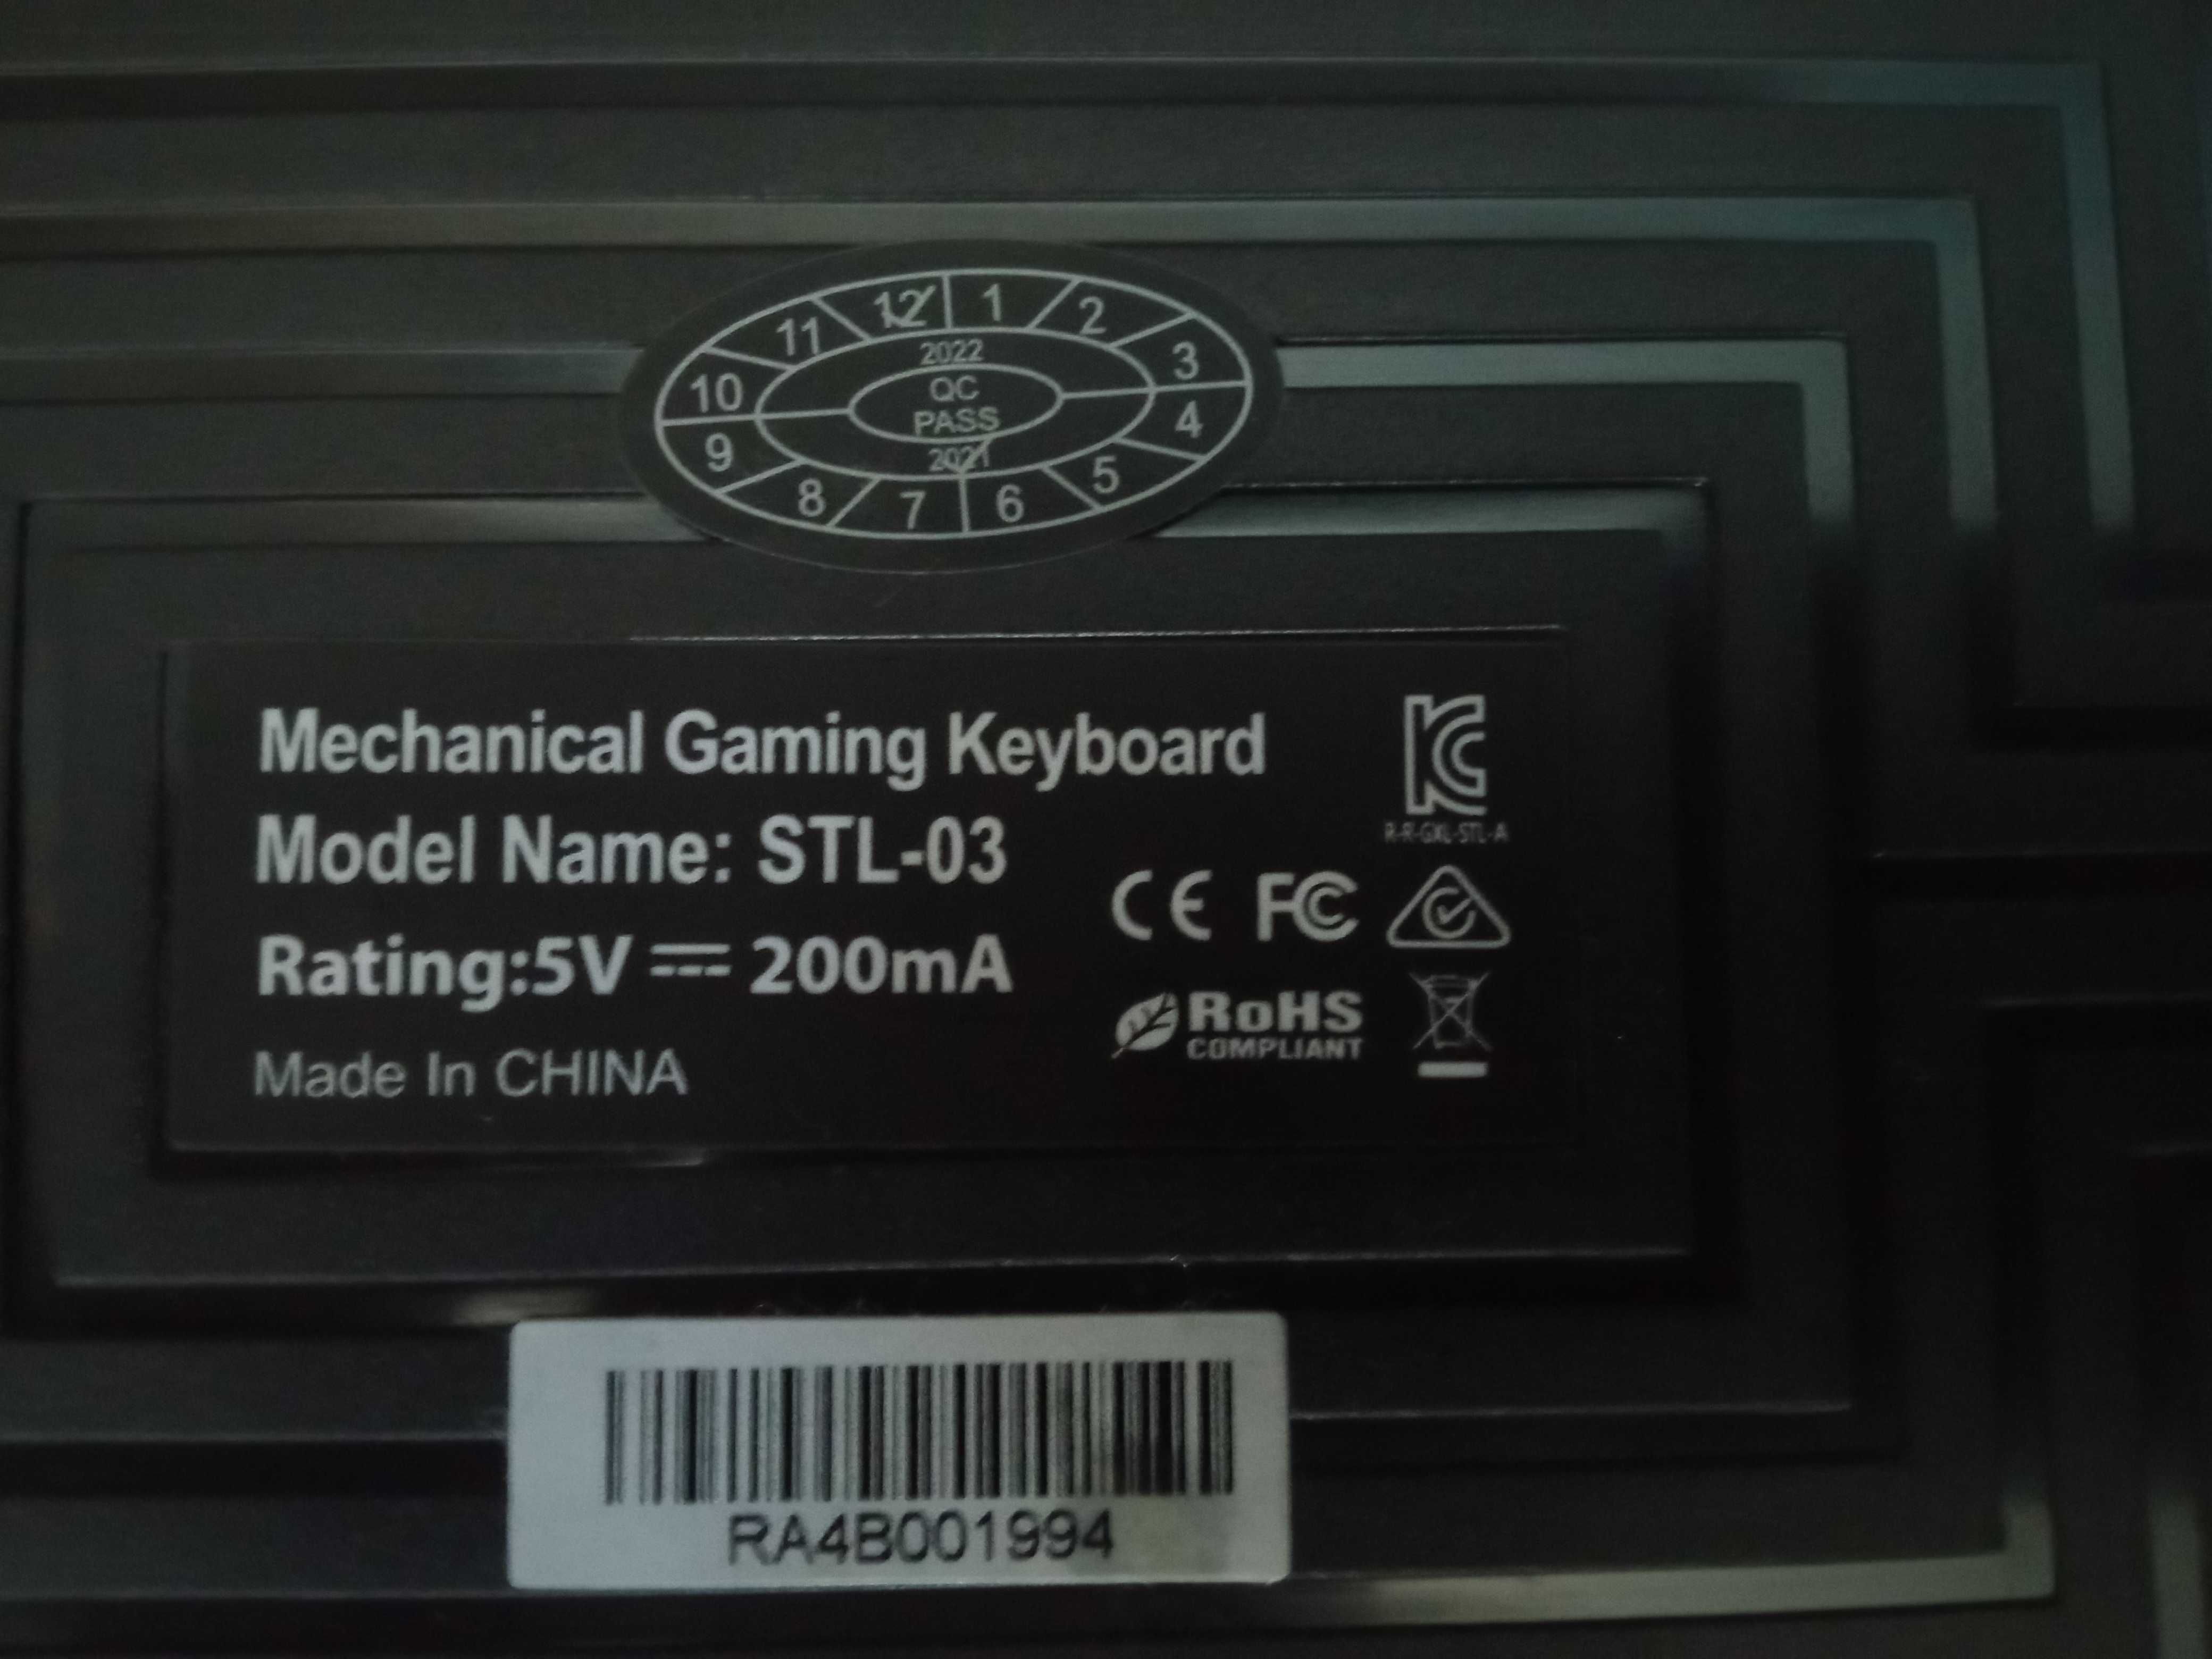 12
1
2
3
4
5
6
7
8
9
10
11
2022
QC
PASS
2021
Mechanical Gaming Keyboard
Model Name: STL-03
Rating:5V ⎓ 200mA
Made In CHINA
KC
R-R-GXL-STL-A
CE FC
RoHS
COMPLIANT
RA4B001994